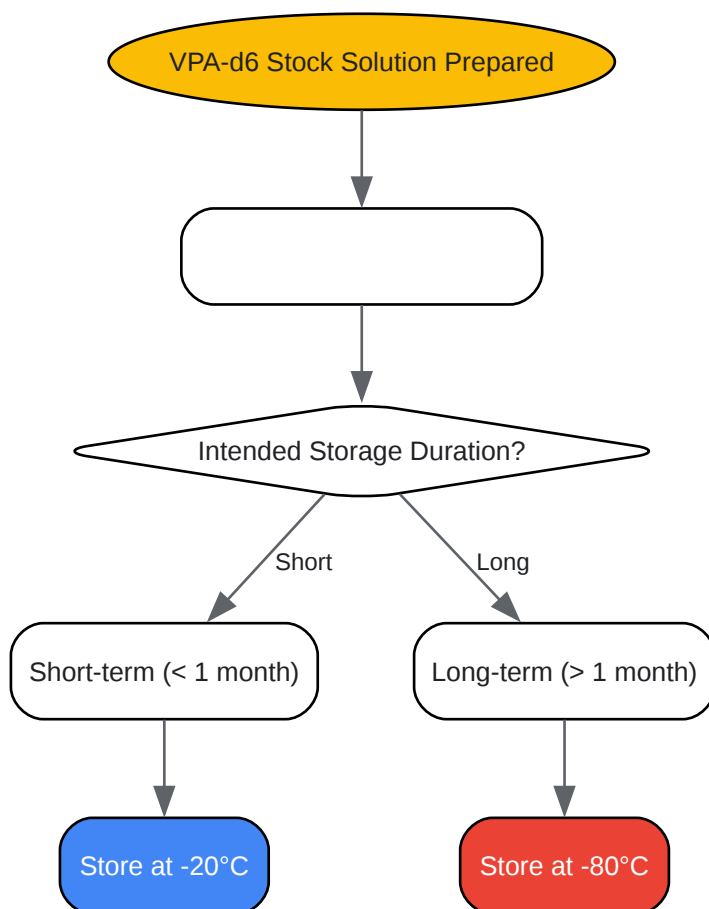 VPA-d6 Stock Solution Prepared
Intended Storage Duration?
Short
Long
Short-term (< 1 month)
Long-term (> 1 month)
Store at -20°C
Store at -80°C